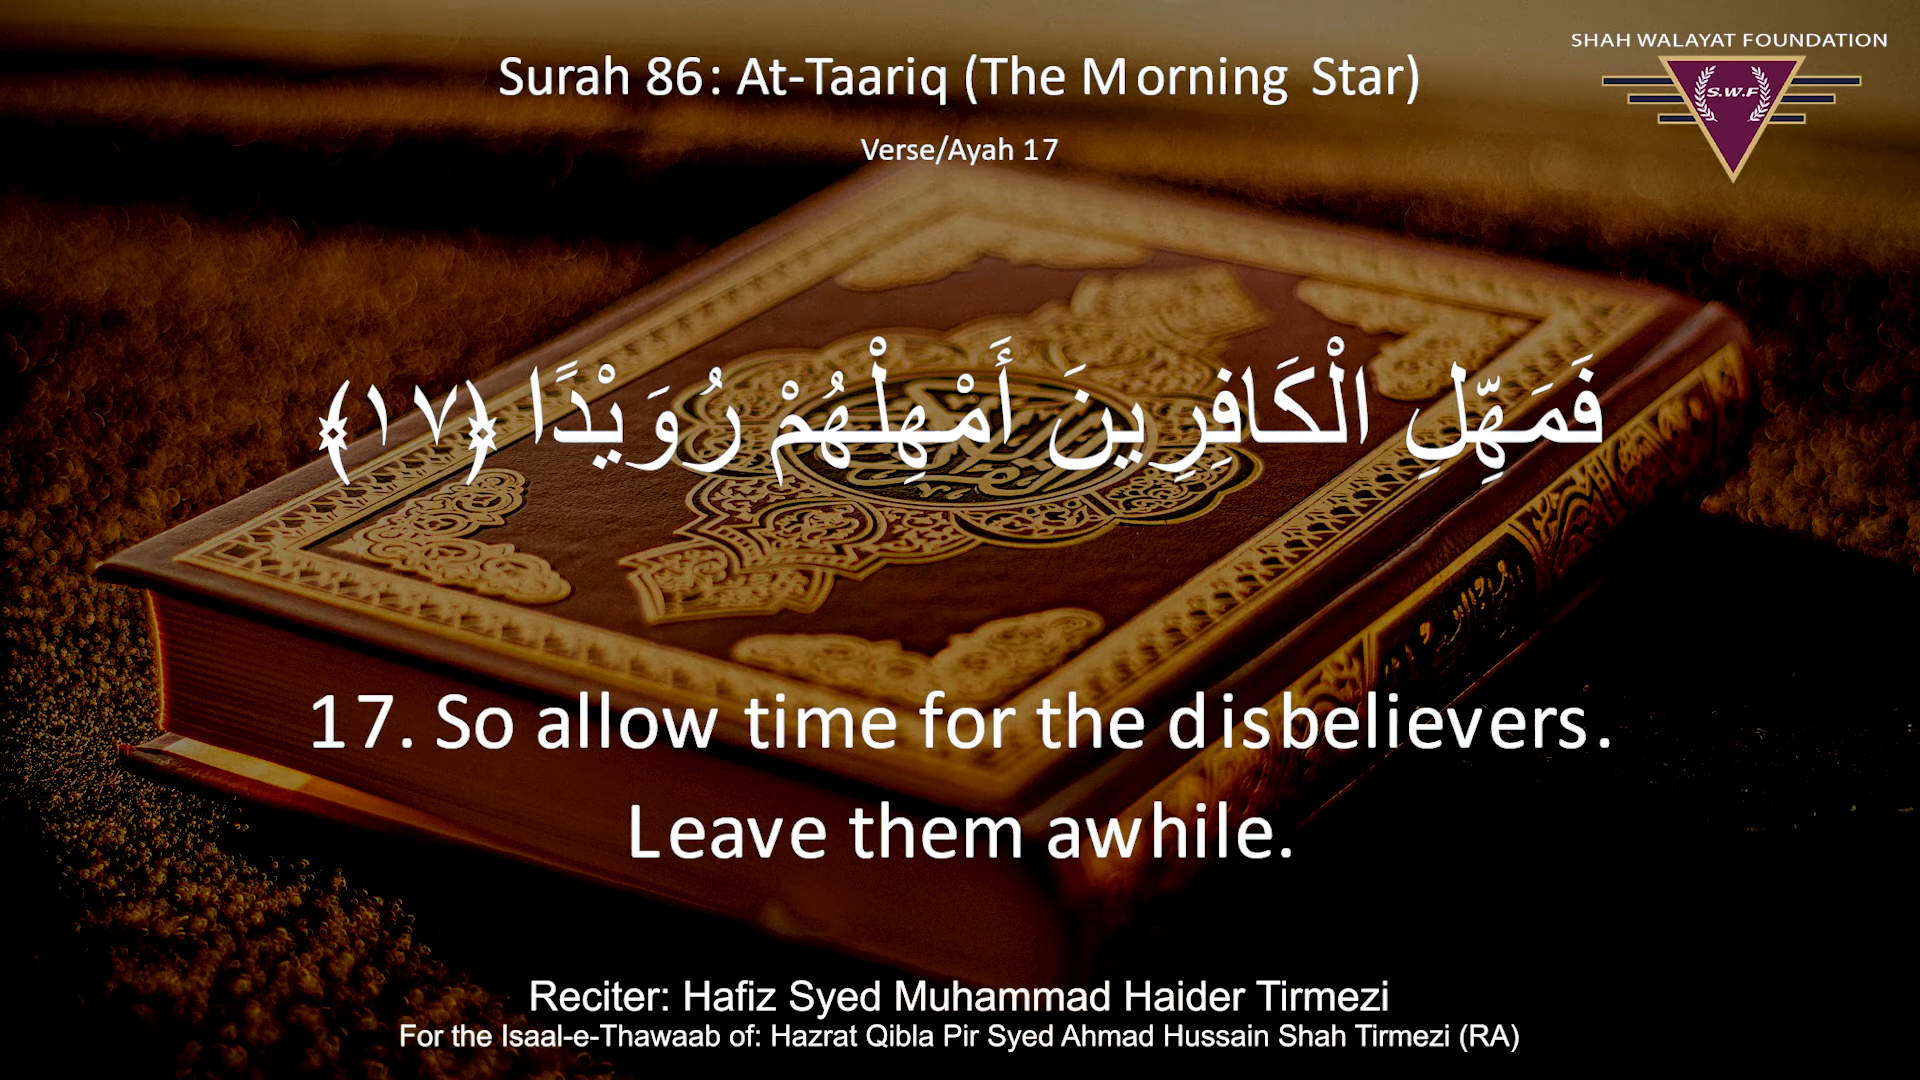 SHAH WALAYAT FOUNDATION
S.W.F
Surah 86: At-Taariq (The Morning Star)
Verse/Ayah 17
فَمَهِّلِ الْكَافِرِينَ أَمْهِلْهُمْ رُوَيْدًا ﴿١٧﴾
17. So allow time for the disbelievers.
Leave them awhile.
Reciter: Hafiz Syed Muhammad Haider Tirmezi
For the Isaal-e-Thawaab of: Hazrat Qibla Pir Syed Ahmad Hussain Shah Tirmezi (RA)